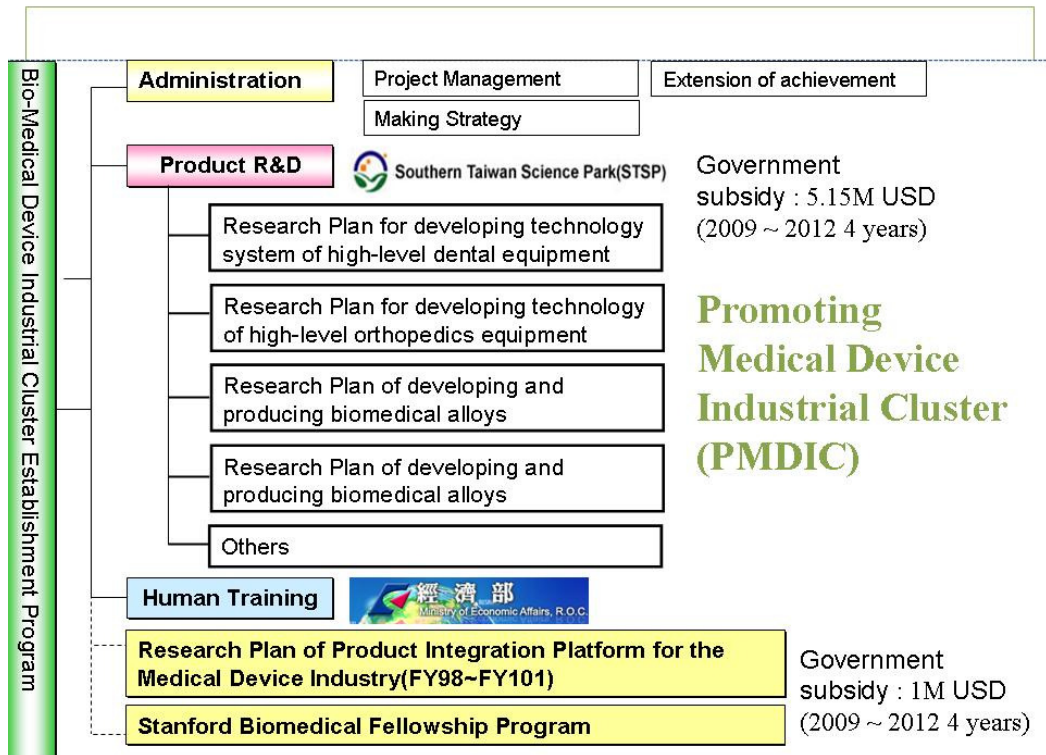 Bio-Medical Device Industrial Cluster Establishment Program
Administration
Project Management
Extension of achievement
Making Strategy
Product R&D
Southern Taiwan Science Park(STSP)
Government
subsidy : 5.15M USD
(2009 ~ 2012 4 years)
Research Plan for developing technology
system of high-level dental equipment
Research Plan for developing technology
of high-level orthopedics equipment
Promoting
Medical Device
Industrial Cluster
(PMDIC)
Research Plan of developing and
producing biomedical alloys
Research Plan of developing and
producing biomedical alloys
Others
Human Training
經濟部
Ministry of Economic Affairs, R.O.C.
Research Plan of Product Integration Platform for the
Medical Device Industry(FY98~FY101)
Stanford Biomedical Fellowship Program
Government
subsidy : 1M USD
(2009 ~ 2012 4 years)